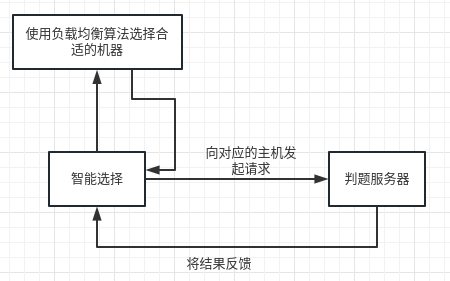 使用负载均衡算法选择合
适的机器
向对应的主机发
起请求
智能选择
判题服务器
将结果反馈